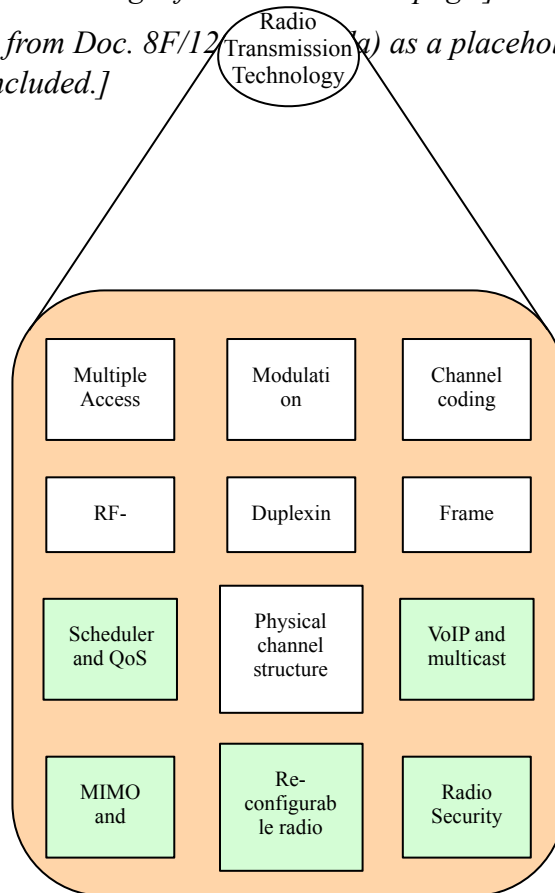 from Doc. 8F/12 a) as a placehol
ncluded.]
Radio
Transmission
Technology
Multiple
Access
Modulati
on
Channel
coding
RF-
Duplexin
Frame
Scheduler
and QoS
Physical
channel
structure
VoIP and
multicast
MIMO
and
Re-
configurab
le radio
Radio
Security